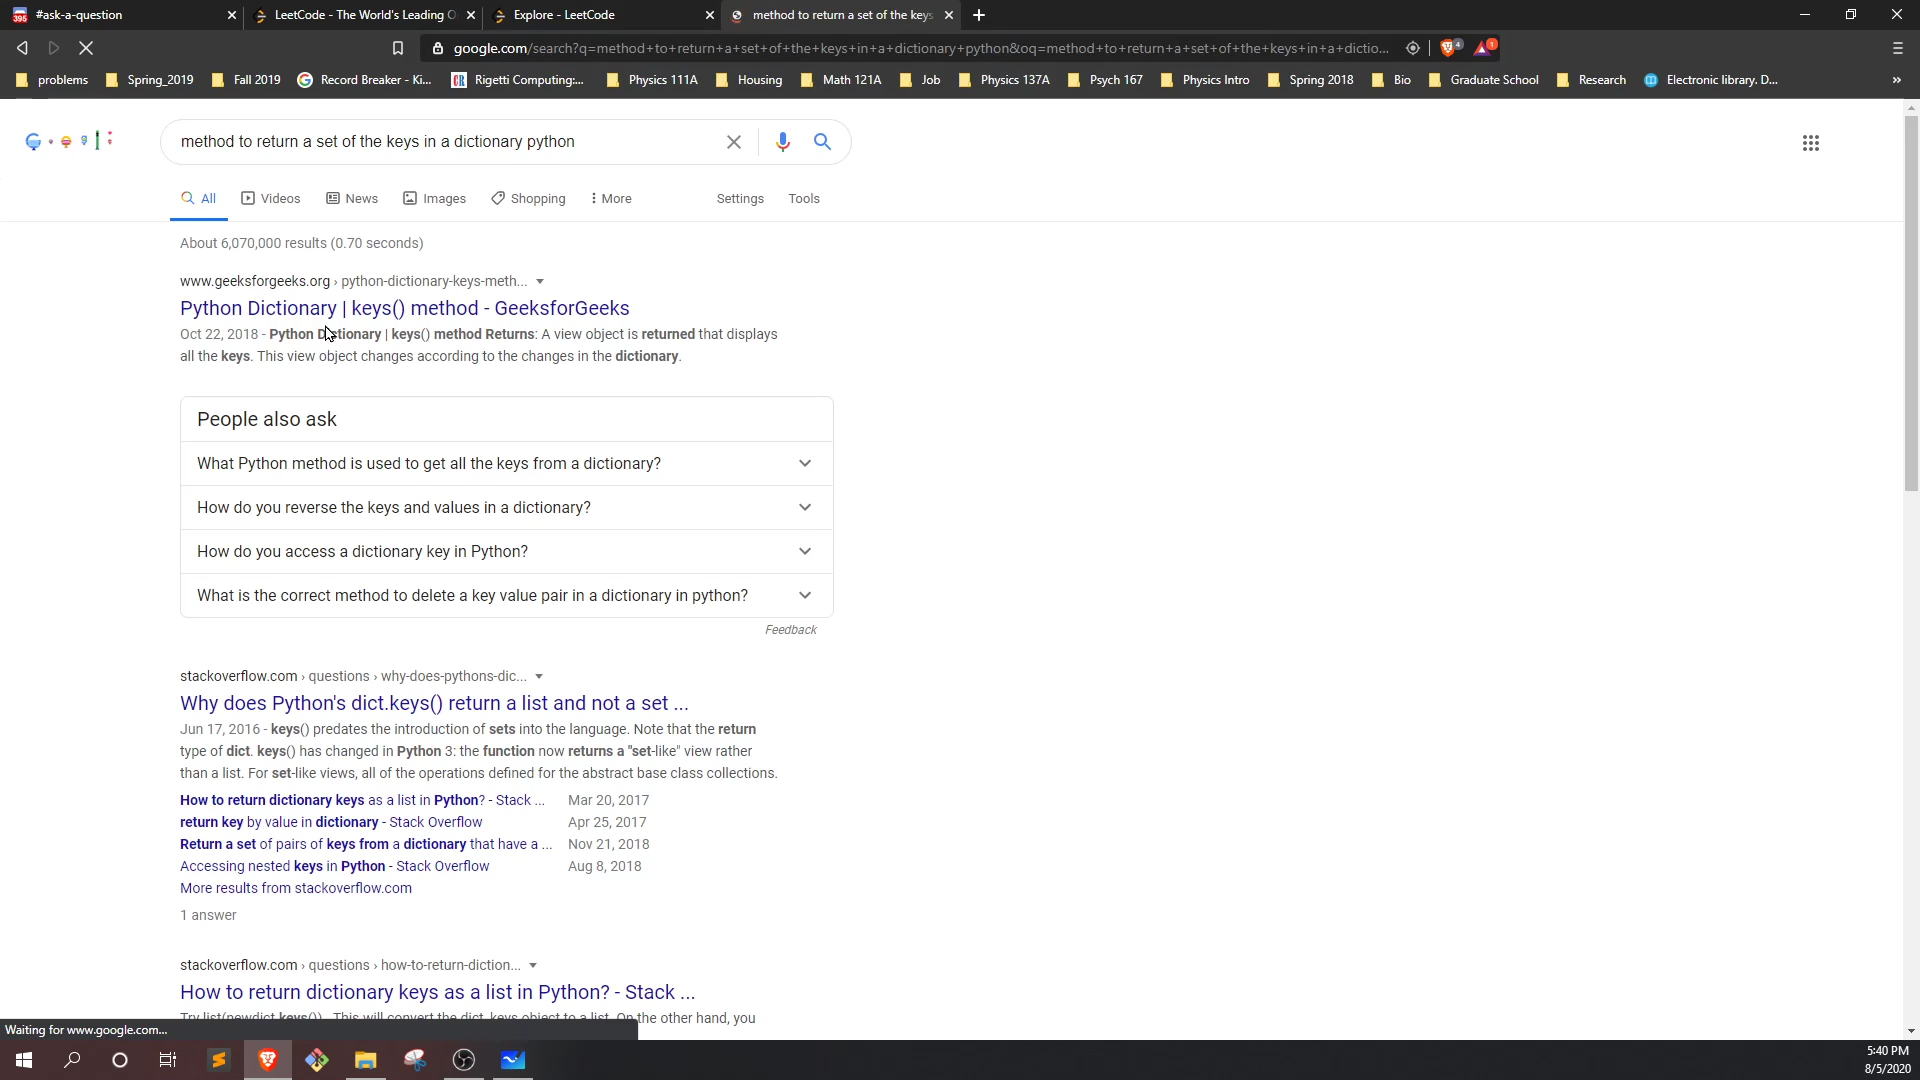 #ask-a-question
LeetCode - The World's Leading O
Explore - LeetCode
method to return a set of the keys
google.com/search?q=method+to+return+a+set+of+the+keys+in+a+dictionary+python&oq=method+to+return+a+set+of+the+keys+in+a+dictio...
4
1
problems
Spring_2019
Fall 2019
Record Breaker - Ki...
Rigetti Computing:...
Physics 111A
Housing
Math 121A
Job
Physics 137A
Psych 167
Physics Intro
Spring 2018
Bio
Graduate School
Research
Electronic library. D...
»
method to return a set of the keys in a dictionary python
All
Videos
News
Images
Shopping
More
Settings
Tools
About 6,070,000 results (0.70 seconds)
www.geeksforgeeks.org › python-dictionary-keys-meth...
Python Dictionary | keys() method - GeeksforGeeks
Oct 22, 2018 - Python Dictionary | keys() method Returns: A view object is returned that displays
all the keys. This view object changes according to the changes in the dictionary.
People also ask
What Python method is used to get all the keys from a dictionary?
How do you reverse the keys and values in a dictionary?
How do you access a dictionary key in Python?
What is the correct method to delete a key value pair in a dictionary in python?
Feedback
stackoverflow.com › questions › why-does-pythons-dic...
Why does Python's dict.keys() return a list and not a set ...
Jun 17, 2016 - keys() predates the introduction of sets into the language. Note that the return
type of dict. keys() has changed in Python 3: the function now returns a "set-like" view rather
than a list. For set-like views, all of the operations defined for the abstract base class collections.
How to return dictionary keys as a list in Python? - Stack ... Mar 20, 2017
return key by value in dictionary - Stack Overflow Apr 25, 2017
Return a set of pairs of keys from a dictionary that have a ... Nov 21, 2018
Accessing nested keys in Python - Stack Overflow Aug 8, 2018
More results from stackoverflow.com
1 answer
stackoverflow.com › questions › how-to-return-diction...
How to return dictionary keys as a list in Python? - Stack ...
Try list(newdict.keys()). This will convert the dict_keys object to a list. On the other hand, you
Waiting for www.google.com...
5:40 PM
8/5/2020